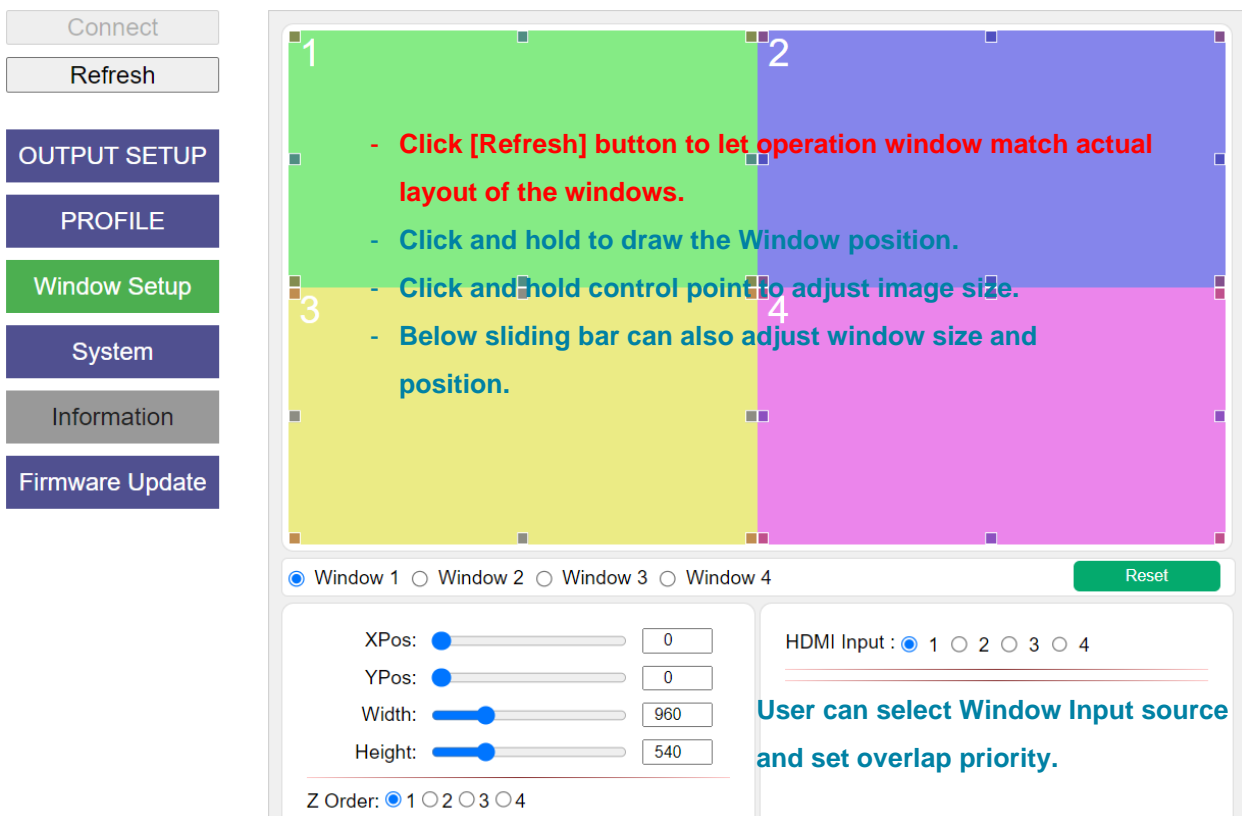 Connect
Refresh
OUTPUT SETUP
PROFILE
Window Setup
System
Information
Firmware Update
1
2
- Click [Refresh] button to let operation window match actual
layout of the windows.
- Click and hold to draw the Window position.
- Click and hold control point to adjust image size.
3
4
- Below sliding bar can also adjust window size and
position.
Window 1 Window 2 Window 3 Window 4
Reset
XPos: 0
YPos: 0
Width: 960
Height: 540
Z Order: 1 2 3 4
HDMI Input : 1 2 3 4
User can select Window Input source
and set overlap priority.